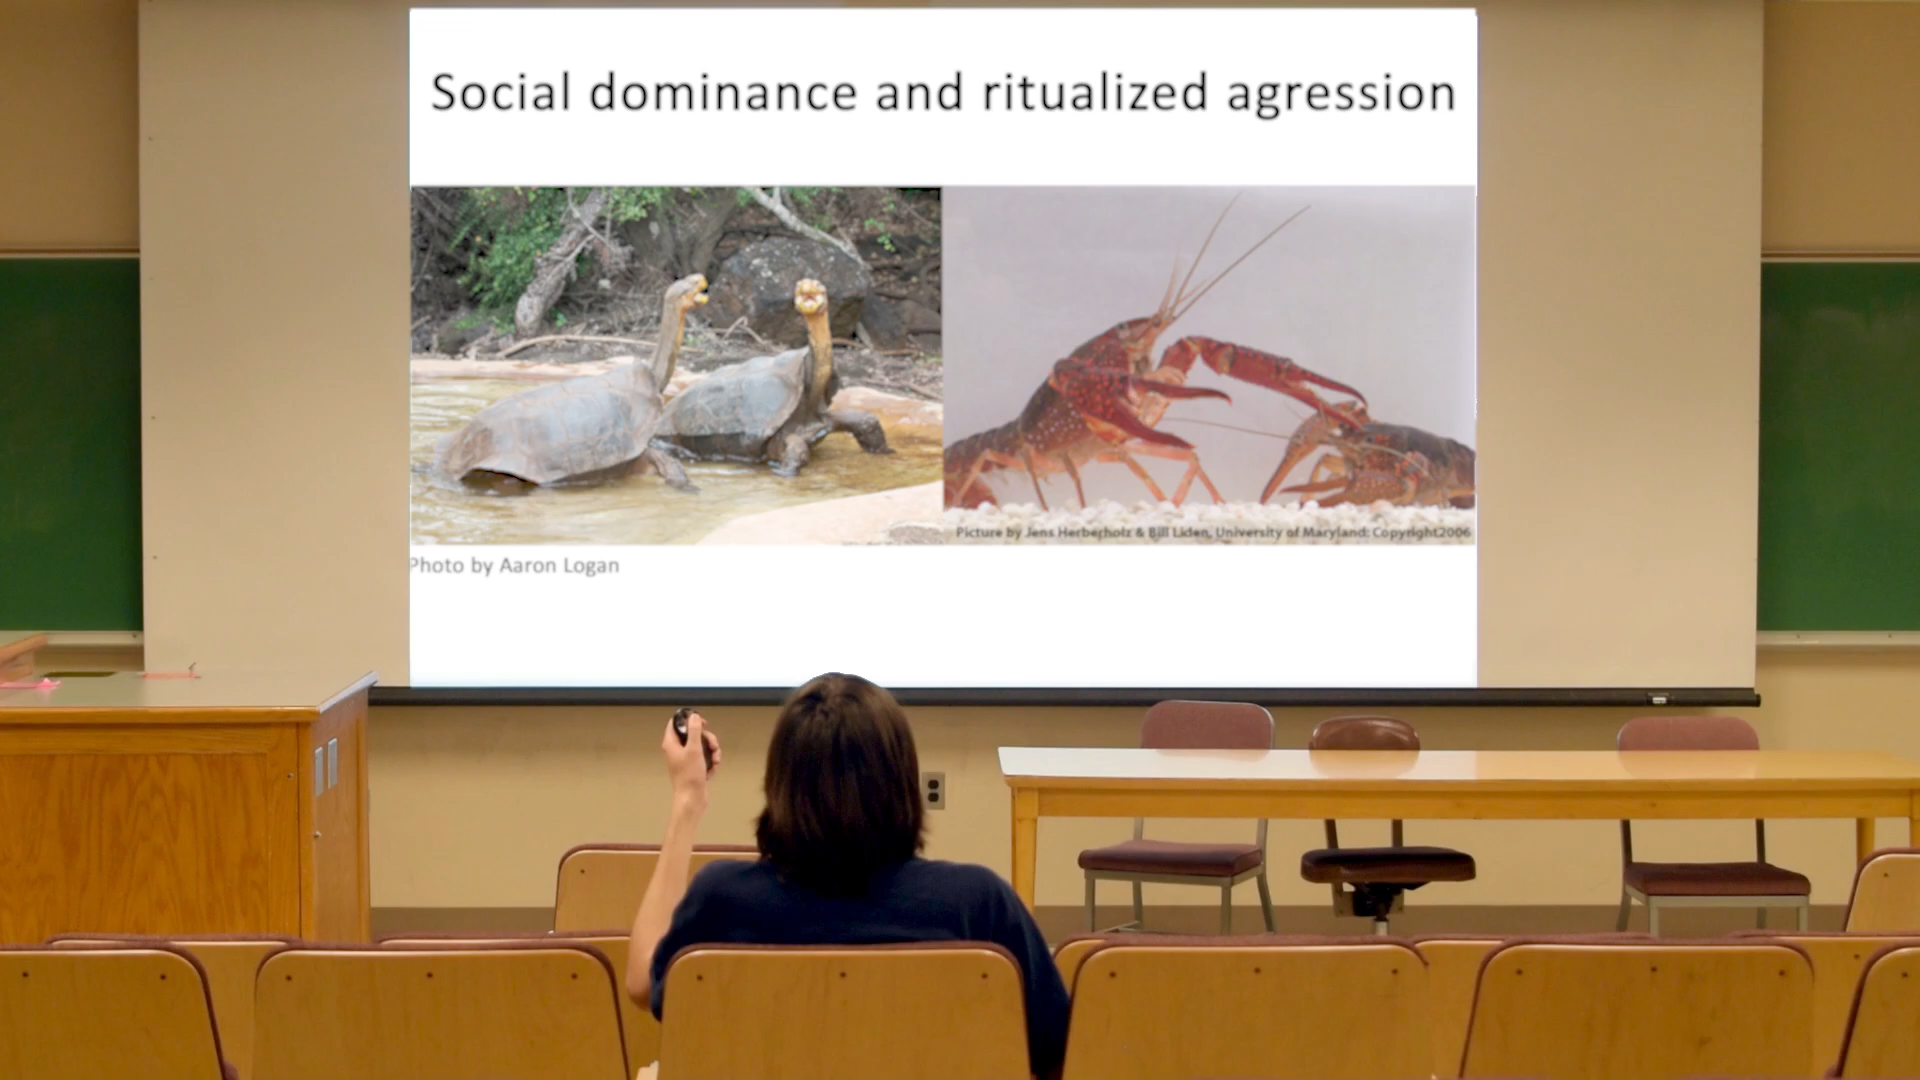 Social dominance and ritualized agression
Picture by Jens Herberholz & Bill Liden, University of Maryland; Copyright2006
Photo by Aaron Logan